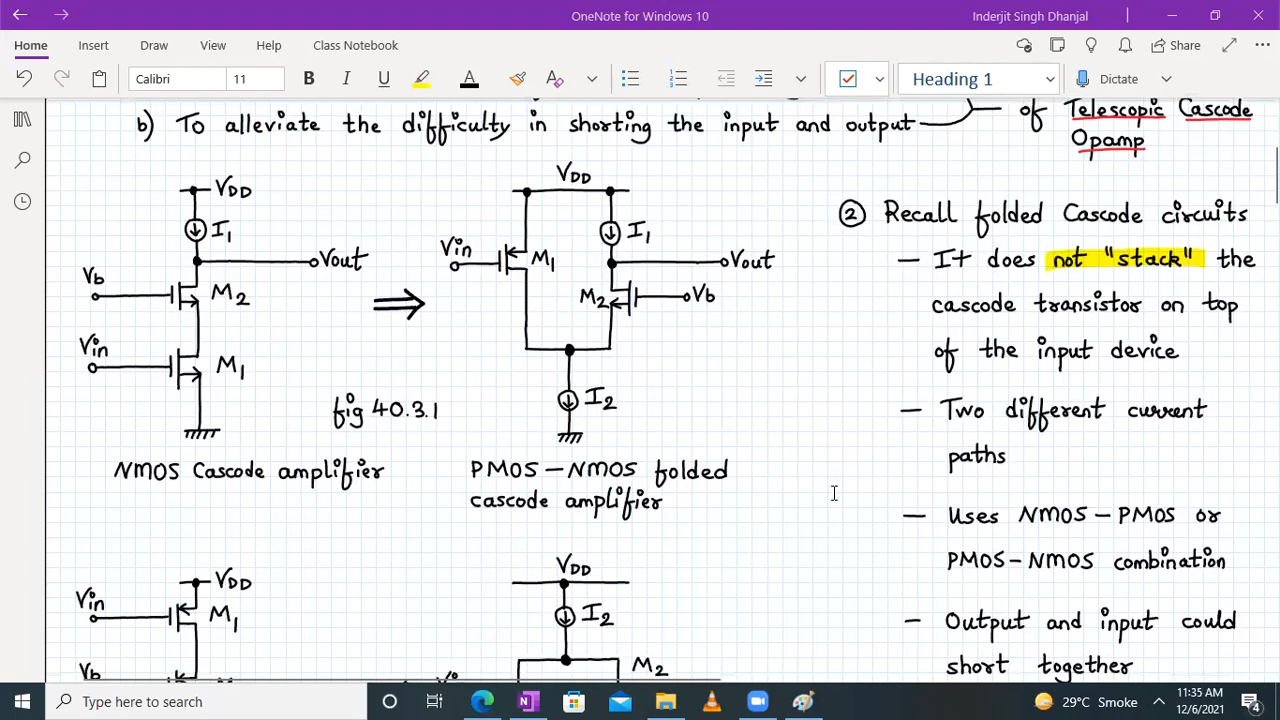 OneNote for Windows 10
Inderjit Singh Dhanjal
Home Insert Draw View Help Class Notebook
Share
Calibri 11 B I U A Heading 1 Dictate
b) To alleviate the difficulty in shorting the input and output
of Telescopic Cascode
Opamp
VDD
I1
Vout
Vb
M2
Vin
M1
NMOS Cascode amplifier
fig 40.3.1
VDD
Vin
M1
I1
Vout
M2
Vb
I2
PMOS - NMOS folded
cascode amplifier
② Recall folded Cascode circuits
- It does not "stack" the
cascode transistor on top
of the input device
- Two different current
paths
- Uses NMOS - PMOS or
PMOS - NMOS combination
- Output and input could
short together
VDD
Vin
M1
Vb
VDD
I2
M2
Type here to search
29°C Smoke
11:35 AM
12/6/2021
4